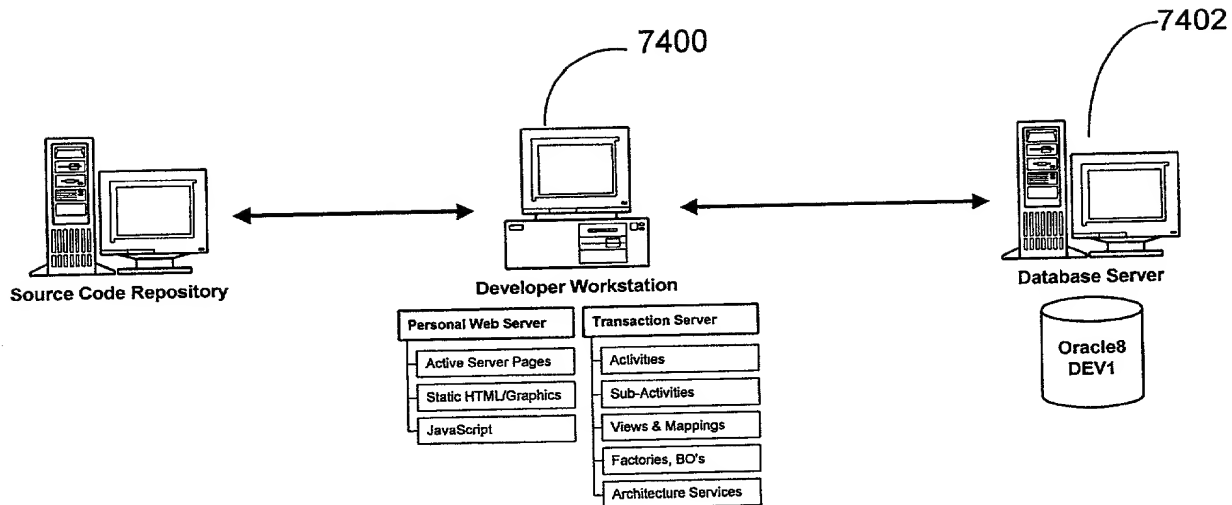 7400
7402
Source Code Repository
Developer Workstation
Database Server
Personal Web Server
Active Server Pages
Static HTML/Graphics
JavaScript
Transaction Server
Activities
Sub-Activities
Views & Mappings
Factories, BO's
Architecture Services
Oracle8
DEV1